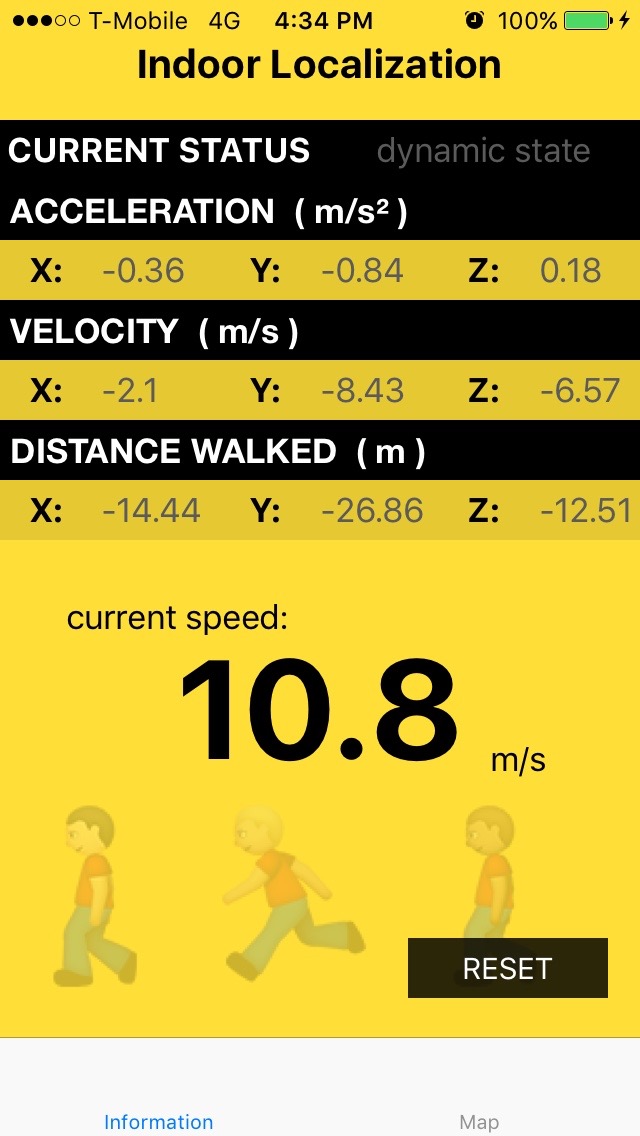 T-Mobile 4G 4:34 PM 100%
Indoor Localization
CURRENT STATUS dynamic state
ACCELERATION ( m/s² )
X: -0.36 Y: -0.84 Z: 0.18
VELOCITY ( m/s )
X: -2.1 Y: -8.43 Z: -6.57
DISTANCE WALKED ( m )
X: -14.44 Y: -26.86 Z: -12.51
current speed:
10.8 m/s
RESET
Information Map